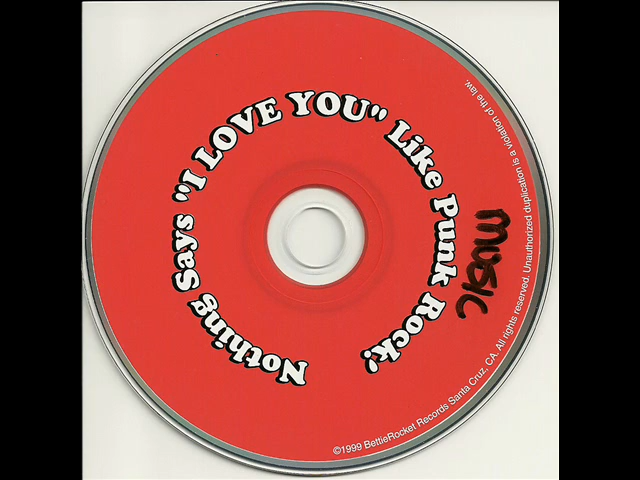 Nothing Says "I LOVE YOU" Like Punk Rock!
MUSIC
©1999 BettieRocket Records Santa Cruz, CA. All rights reserved. Unauthorized duplication is a violation of the law.